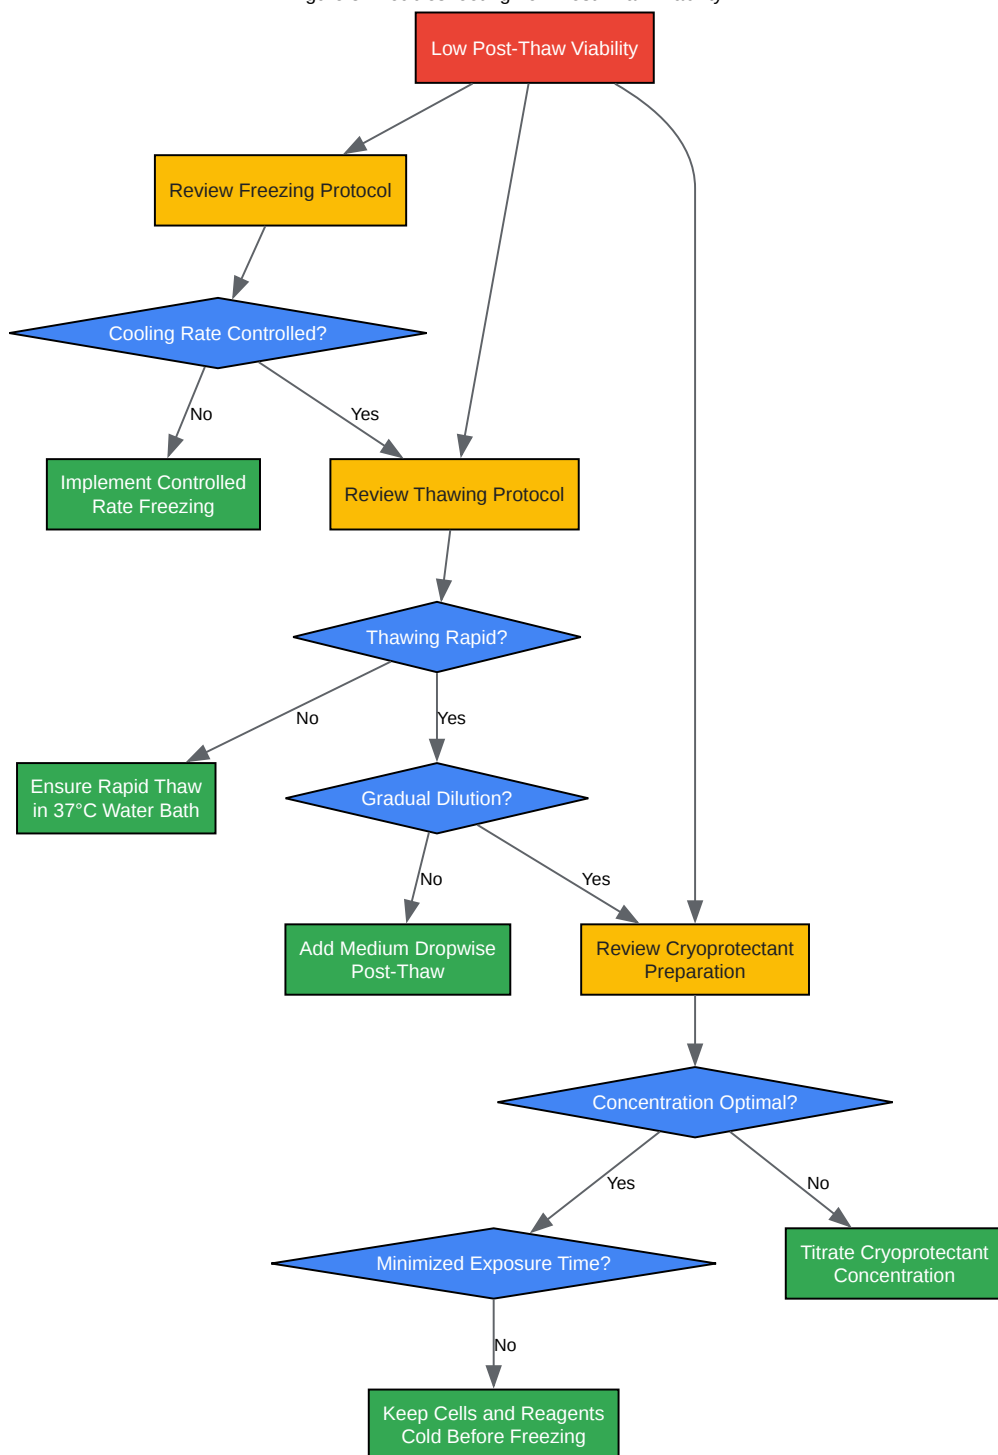 Low Post-Thaw Viability
Review Freezing Protocol
Cooling Rate Controlled?
No
Yes
Implement Controlled
Rate Freezing
Review Thawing Protocol
Thawing Rapid?
No
Yes
Ensure Rapid Thaw
in 37°C Water Bath
Gradual Dilution?
No
Yes
Add Medium Dropwise
Post-Thaw
Review Cryoprotectant
Preparation
Concentration Optimal?
Yes
No
Minimized Exposure Time?
Titrate Cryoprotectant
Concentration
No
Keep Cells and Reagents
Cold Before Freezing